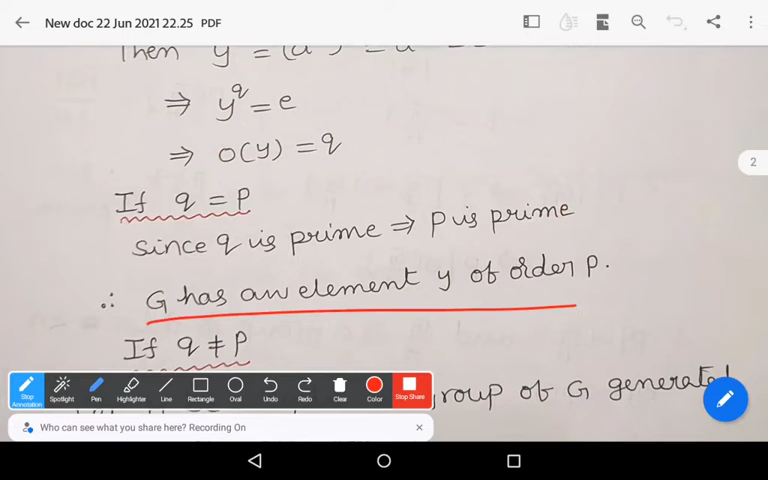 New doc 22 Jun 2021 22.25 PDF
Then y = (a
⇒ y^q = e
⇒ o(y) = q
2
If q = p
Since q is prime ⇒ p is prime
∴ G has an element y of order p.
If q ≠ p
group of G generated
Stop Annotation
Spotlight
Pen
Highlighter
Line
Rectangle
Oval
Undo
Redo
Clear
Color
Stop Share
Who can see what you share here? Recording On